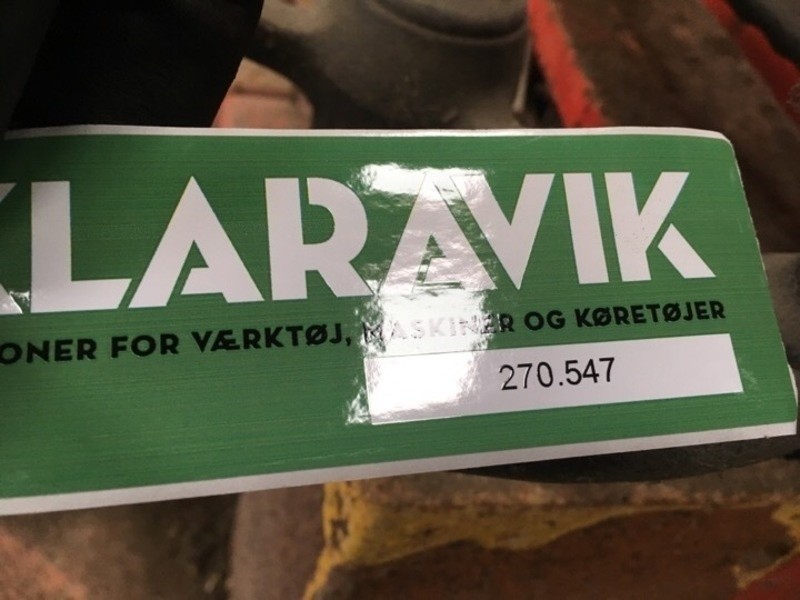 KLARAVIK
ONER FOR VÆRKTØJ, MASKINER OG KØRETØJER
270.547